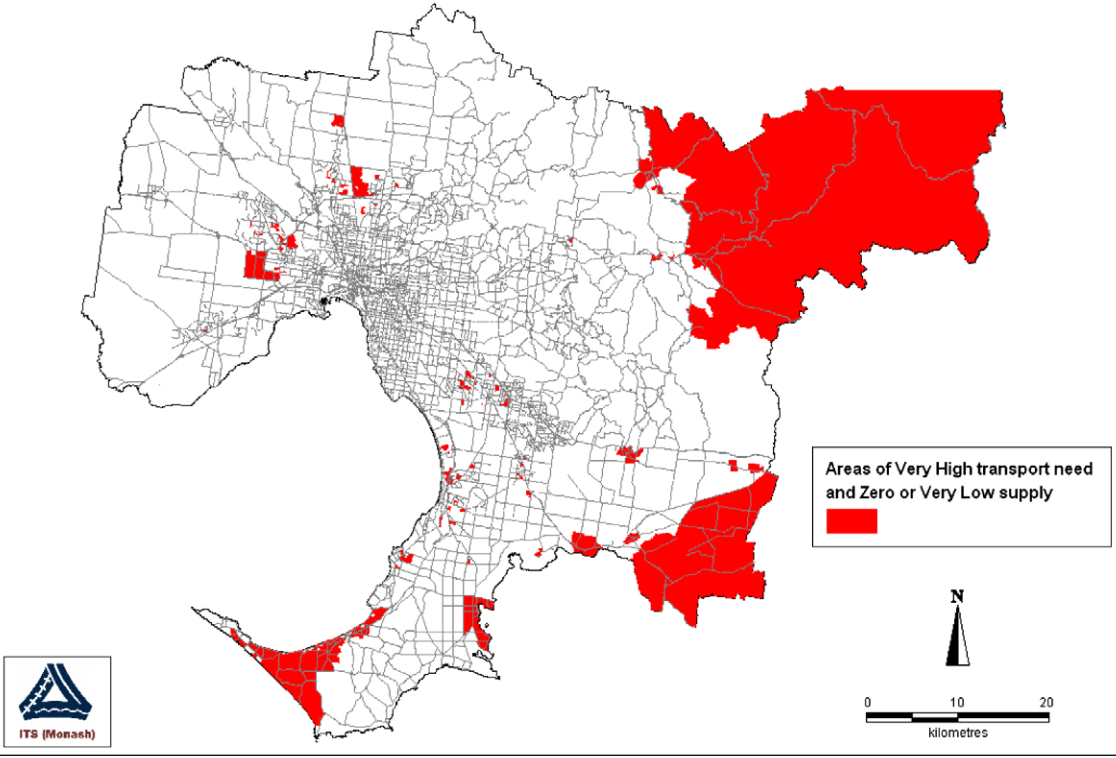 Areas of Very High transport need
and Zero or Very Low supply
N
0 10 20
kilometres
ITS (Monash)